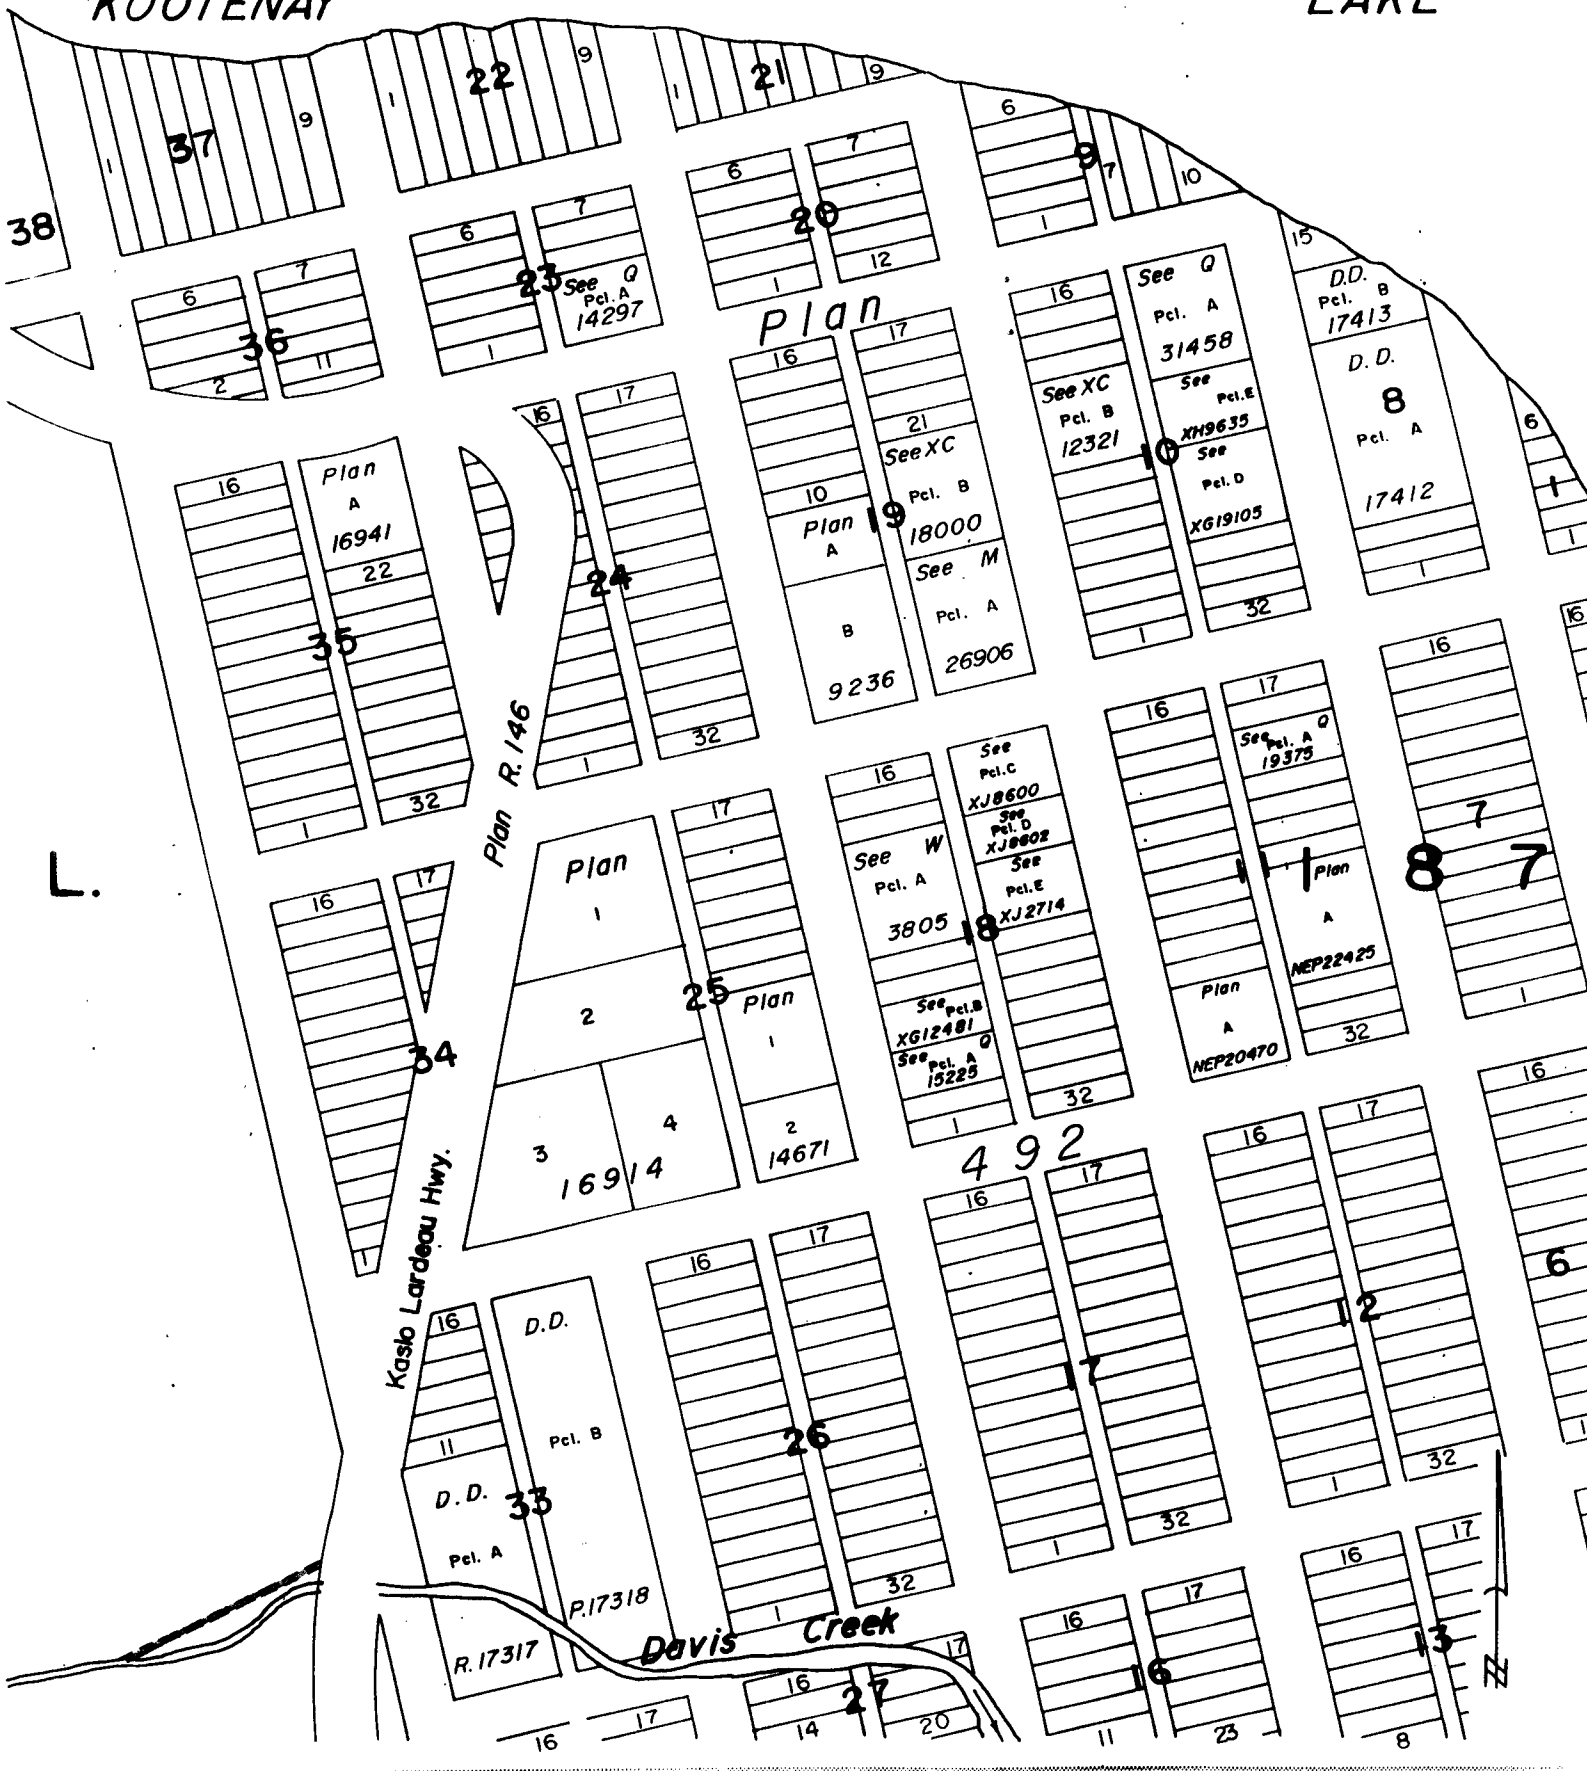 KOOTENAY
LAKE
37
1
9
38
22
1
9
21
1
9
9
6
1
7
10
36
6
7
2
11
23
6
1
7
See Q
Pcl. A
14297
20
6
1
7
12
Plan
15
D.D.
Pcl. B
17413
D.D.
8
Pcl. A
17412
1
6
1
1
10
16
See XC
Pcl. B
12321
1
See Q
Pcl. A
31458
See
Pcl. E
XH9635
See
Pcl. D
XG19105
32
19
16
10
Plan
A
B
9236
17
21
See XC
Pcl. B
18000
See M
Pcl. A
26906
24
16
1
17
32
35
16
1
Plan
A
16941
22
32
Plan R. 146
L. 8 7
34
16
1
17
25
Plan
1
2
3
4
16914
17
Plan
1
2
14671
18
16
See W
Pcl. A
3805
See Pcl. B
XG12481
See Pcl. A Q
15225
1
See
Pcl. C
XJ8600
See
Pcl. D
XJ8602
See
Pcl. E
XJ2714
32
11
16
Plan
A
NEP20470
17
See Pcl. A Q
19375
1
Plan
A
NEP22425
32
7
16
1
16
492
Kaslo Lardeau Hwy.
33
16
11
D.D.
Pcl. A
R. 17317
D.D.
Pcl. B
P. 17318
26
16
1
17
32
17
16
1
17
32
12
16
1
17
32
6
16
1
Davis Creek
16
17
27
16
14
17
20
16
16
11
17
23
13
16
8
17
N